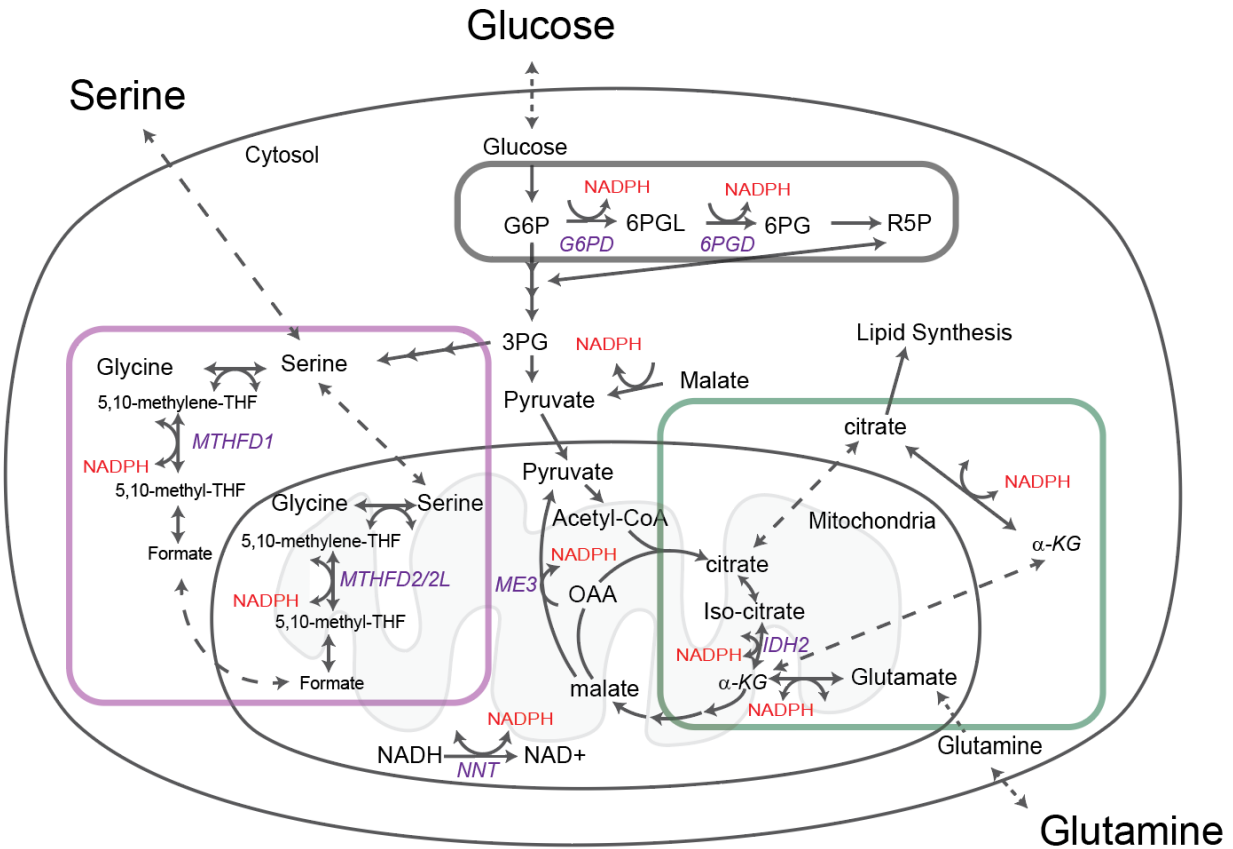 Glucose
Serine
Cytosol
Glucose
NADPH
NADPH
G6P
6PGL
6PG
R5P
G6PD
6PGD
3PG
NADPH
Lipid Synthesis
Glycine
Serine
Malate
5,10-methylene-THF
Pyruvate
citrate
MTHFD1
NADPH
5,10-methyl-THF
Pyruvate
NADPH
Glycine
Serine
Acetyl-CoA
Mitochondria
Formate
5,10-methylene-THF
α-KG
NADPH
citrate
MTHFD2/2L
ME3
OAA
NADPH
Iso-citrate
5,10-methyl-THF
IDH2
NADPH
Formate
malate
α-KG
Glutamate
NADPH
NADPH
Glutamine
NADH
NAD+
NNT
Glutamine